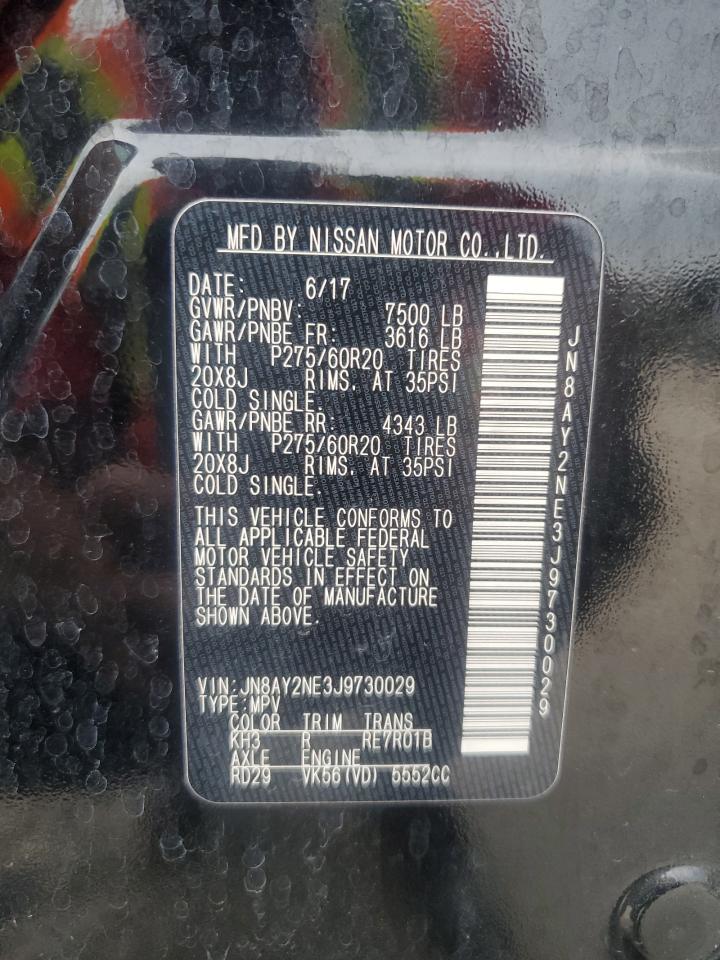 MFD BY NISSAN MOTOR CO.,LTD.
DATE: 6/17
GVWR/PNBV: 7500 LB
GAWR/PNBE FR: 3616 LB
WITH P275/60R20 TIRES
20X8J RIMS, AT 35PSI
COLD SINGLE.
GAWR/PNBE RR: 4343 LB
WITH P275/60R20 TIRES
20X8J RIMS, AT 35PSI
COLD SINGLE.
THIS VEHICLE CONFORMS TO
ALL APPLICABLE FEDERAL
MOTOR VEHICLE SAFETY
STANDARDS IN EFFECT ON
THE DATE OF MANUFACTURE
SHOWN ABOVE.
VIN:JN8AY2NE3J9730029
TYPE:MPV
COLOR TRIM TRANS
KH3 R RE7R01B
AXLE ENGINE
RD29 VK56(VD) 5552CC
JN8AY2NE3J9730029